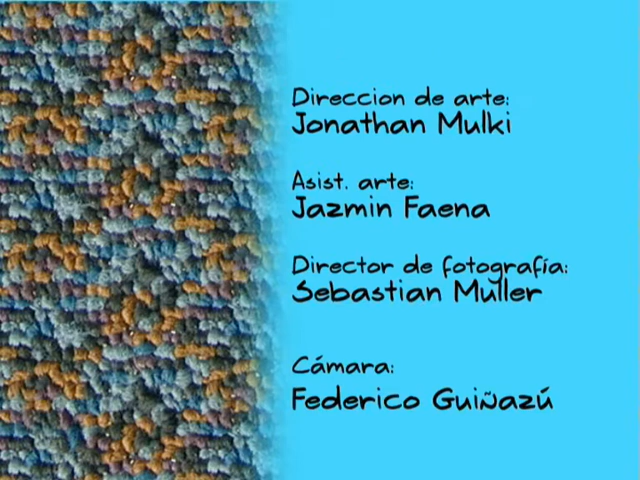 Direccion de arte:
Jonathan Mulki
Asist. arte:
Jazmin Faena
Director de fotografía:
Sebastian Muller
Cámara:
Federico Guiñazú